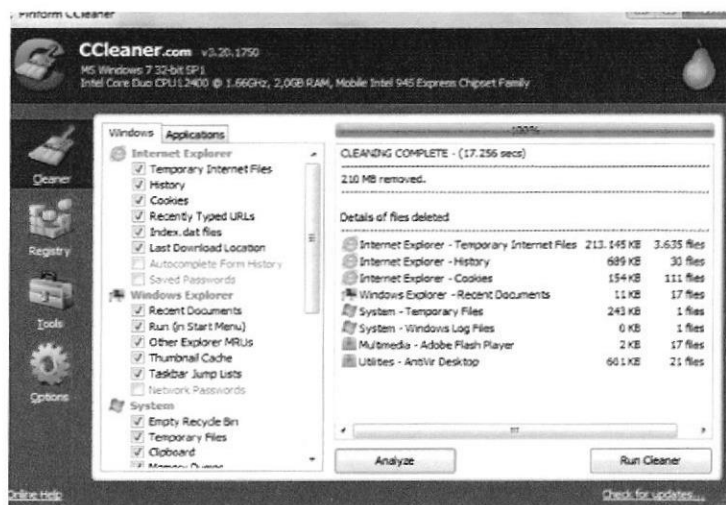 Piriform CCleaner
CCleaner.com v3.20.1750
MS Windows 7 32-bit SP1
Intel Core Duo CPU L2400 @ 1.66GHz, 2,0GB RAM, Mobile Intel 945 Express Chipset Family
Cleaner
Registry
Tools
Options
Windows Applications
Internet Explorer
Temporary Internet Files
History
Cookies
Recently Typed URLs
Index.dat files
Last Download Location
Autocomplete Form History
Saved Passwords
Windows Explorer
Recent Documents
Run (in Start Menu)
Other Explorer MRUs
Thumbnail Cache
Taskbar Jump Lists
Network Passwords
System
Empty Recycle Bin
Temporary Files
Clipboard
Memory Dumps
100%
CLEANING COMPLETE - (17.256 secs)
210 MB removed.
Details of files deleted
Internet Explorer - Temporary Internet Files 213.145 KB 3.635 files
Internet Explorer - History 689 KB 30 files
Internet Explorer - Cookies 154 KB 111 files
Windows Explorer - Recent Documents 11 KB 17 files
System - Temporary Files 243 KB 1 files
System - Windows Log Files 0 KB 1 files
Multimedia - Adobe Flash Player 2 KB 17 files
Utilities - AntiVir Desktop 601 KB 21 files
Analyze
Run Cleaner
Online Help
Check for updates...